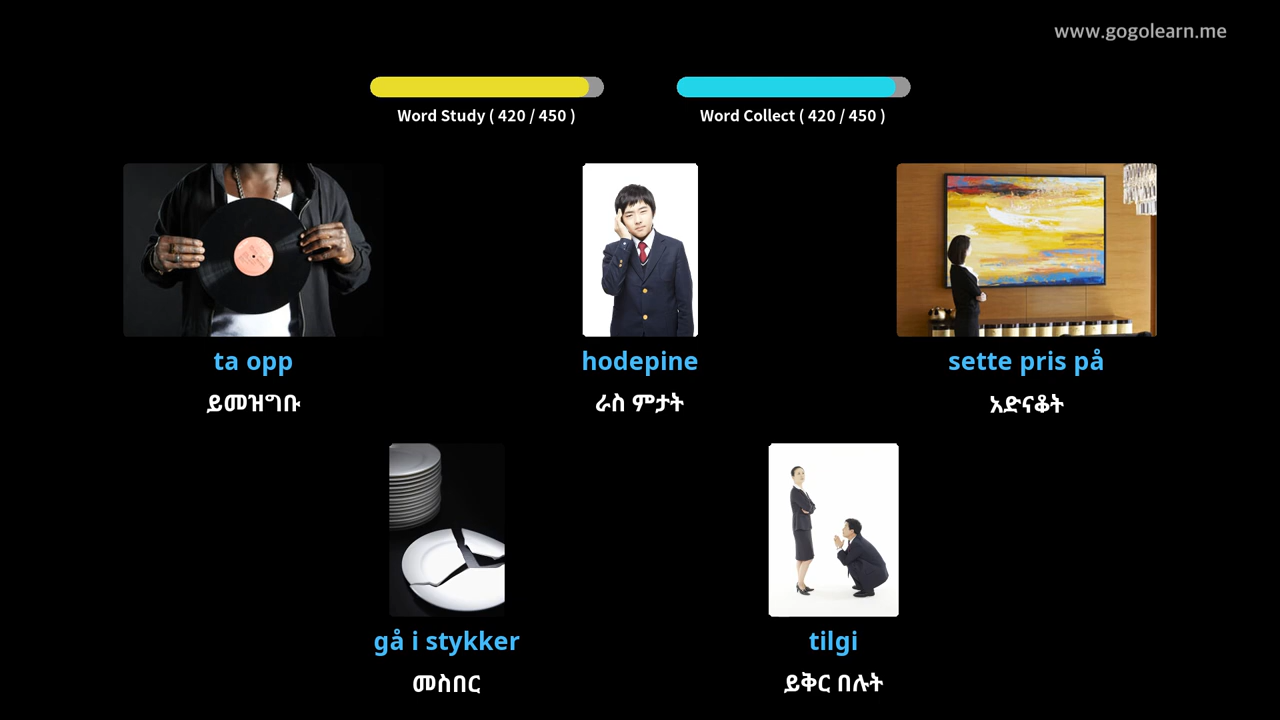 www.gogolearn.me
Word Study ( 420 / 450 )
Word Collect ( 420 / 450 )
ta opp
hodepine
sette pris på
ይመዝግቡ
ራስ ምታት
አድናቆት
gå i stykker
tilgi
መስበር
ይቅር በሉት